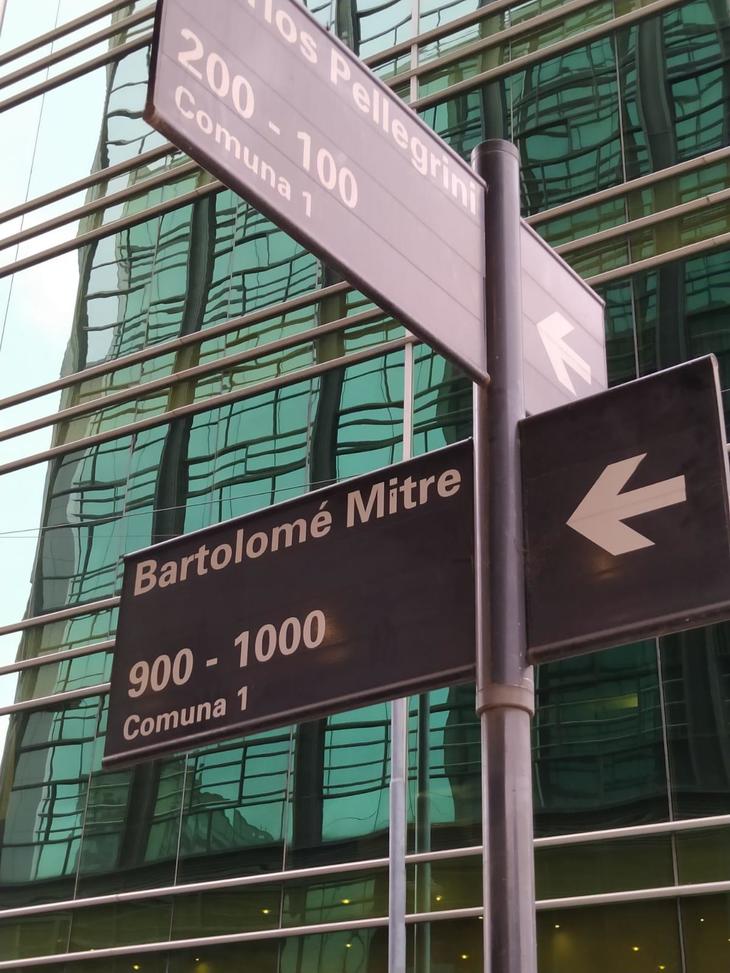 Pellegrini
200 - 100
Comuna 1
Bartolomé Mitre
900 - 1000
Comuna 1